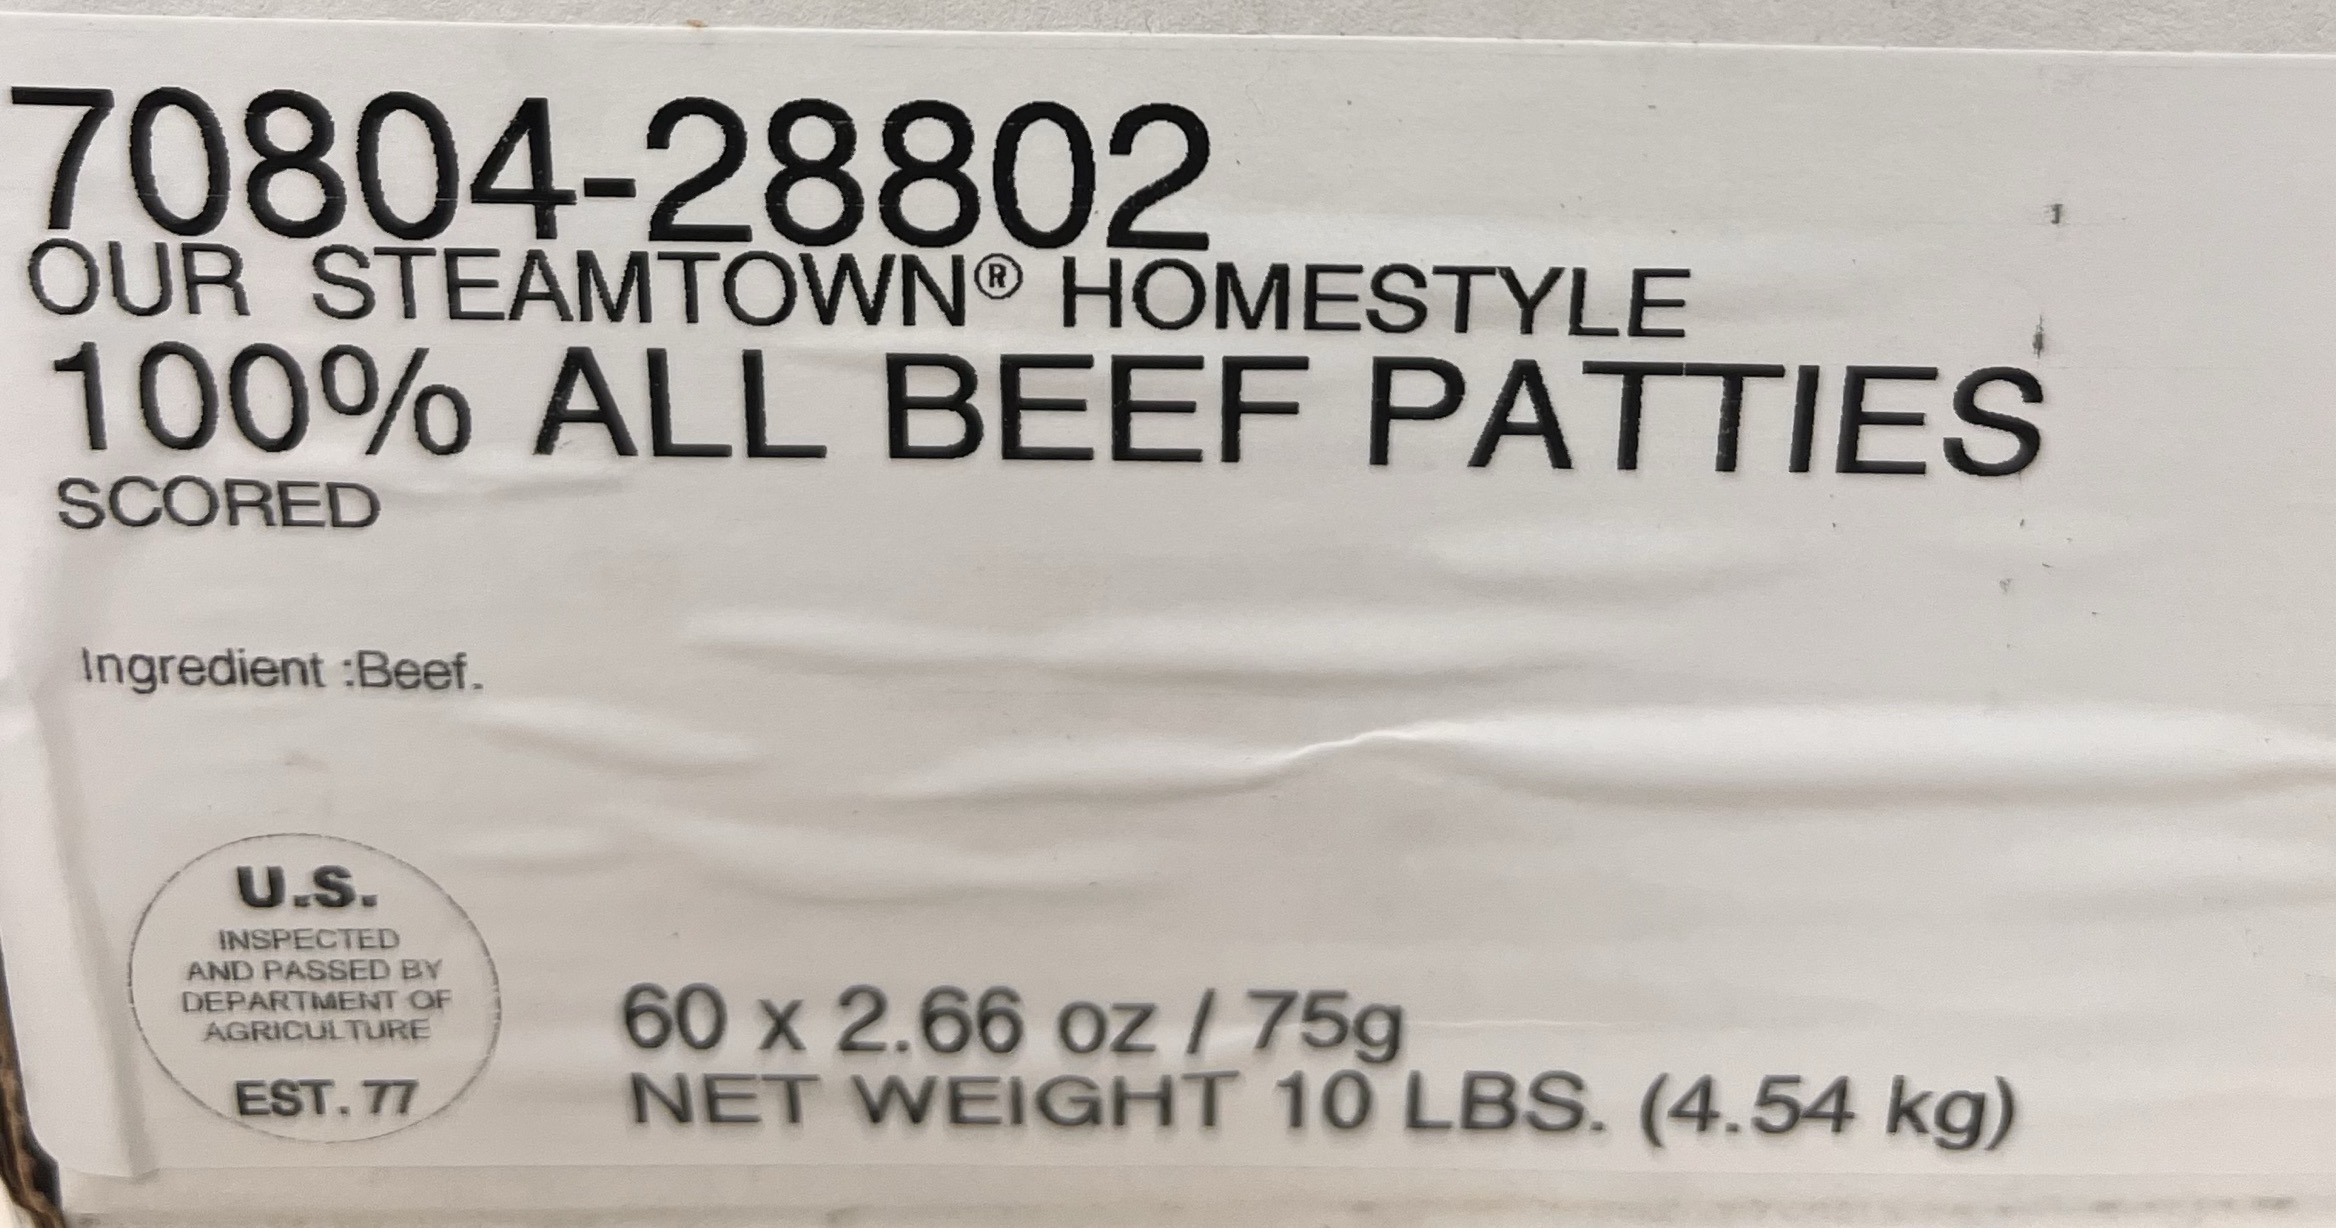 70804-28802
OUR STEAMTOWN® HOMESTYLE
100% ALL BEEF PATTIES
SCORED
Ingredient :Beef.
U.S.
INSPECTED
AND PASSED BY
DEPARTMENT OF
AGRICULTURE
EST. 77
60 x 2.66 oz / 75g
NET WEIGHT 10 LBS. (4.54 kg)